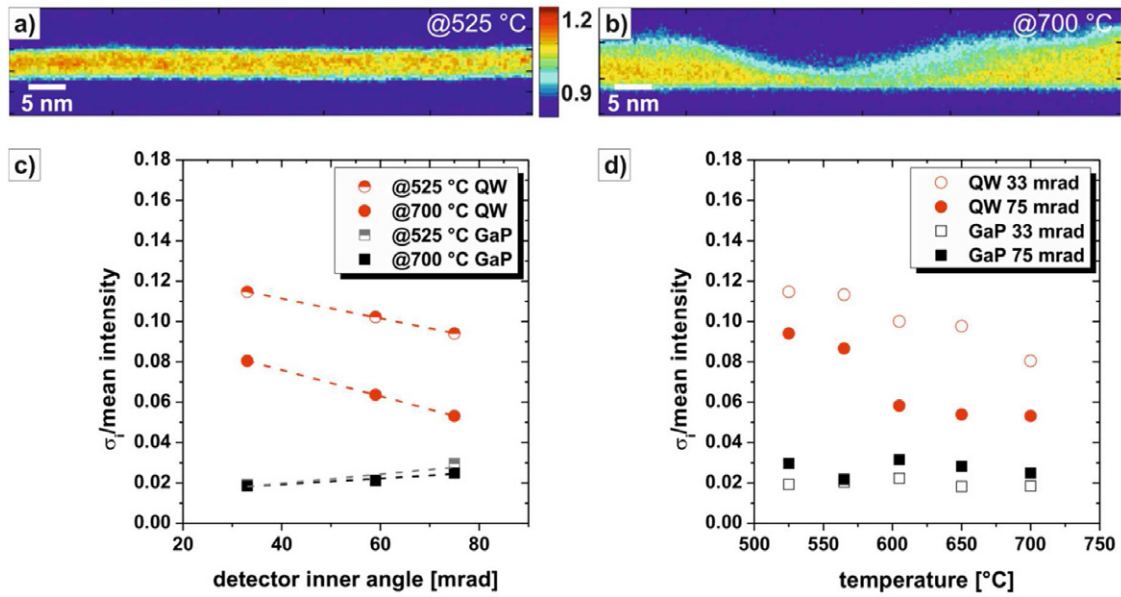 a)
@525 °C
5 nm
1.2
0.9
b)
@700 °C
5 nm
c)
@525 °C QW
@700 °C QW
@525 °C GaP
@700 °C GaP
0.18
0.16
0.14
0.12
0.10
0.08
0.06
0.04
0.02
0.00
σi/mean intensity
20
40
60
80
detector inner angle [mrad]
d)
QW 33 mrad
QW 75 mrad
GaP 33 mrad
GaP 75 mrad
0.18
0.16
0.14
0.12
0.10
0.08
0.06
0.04
0.02
0.00
σi/mean intensity
500
550
600
650
700
750
temperature [°C]